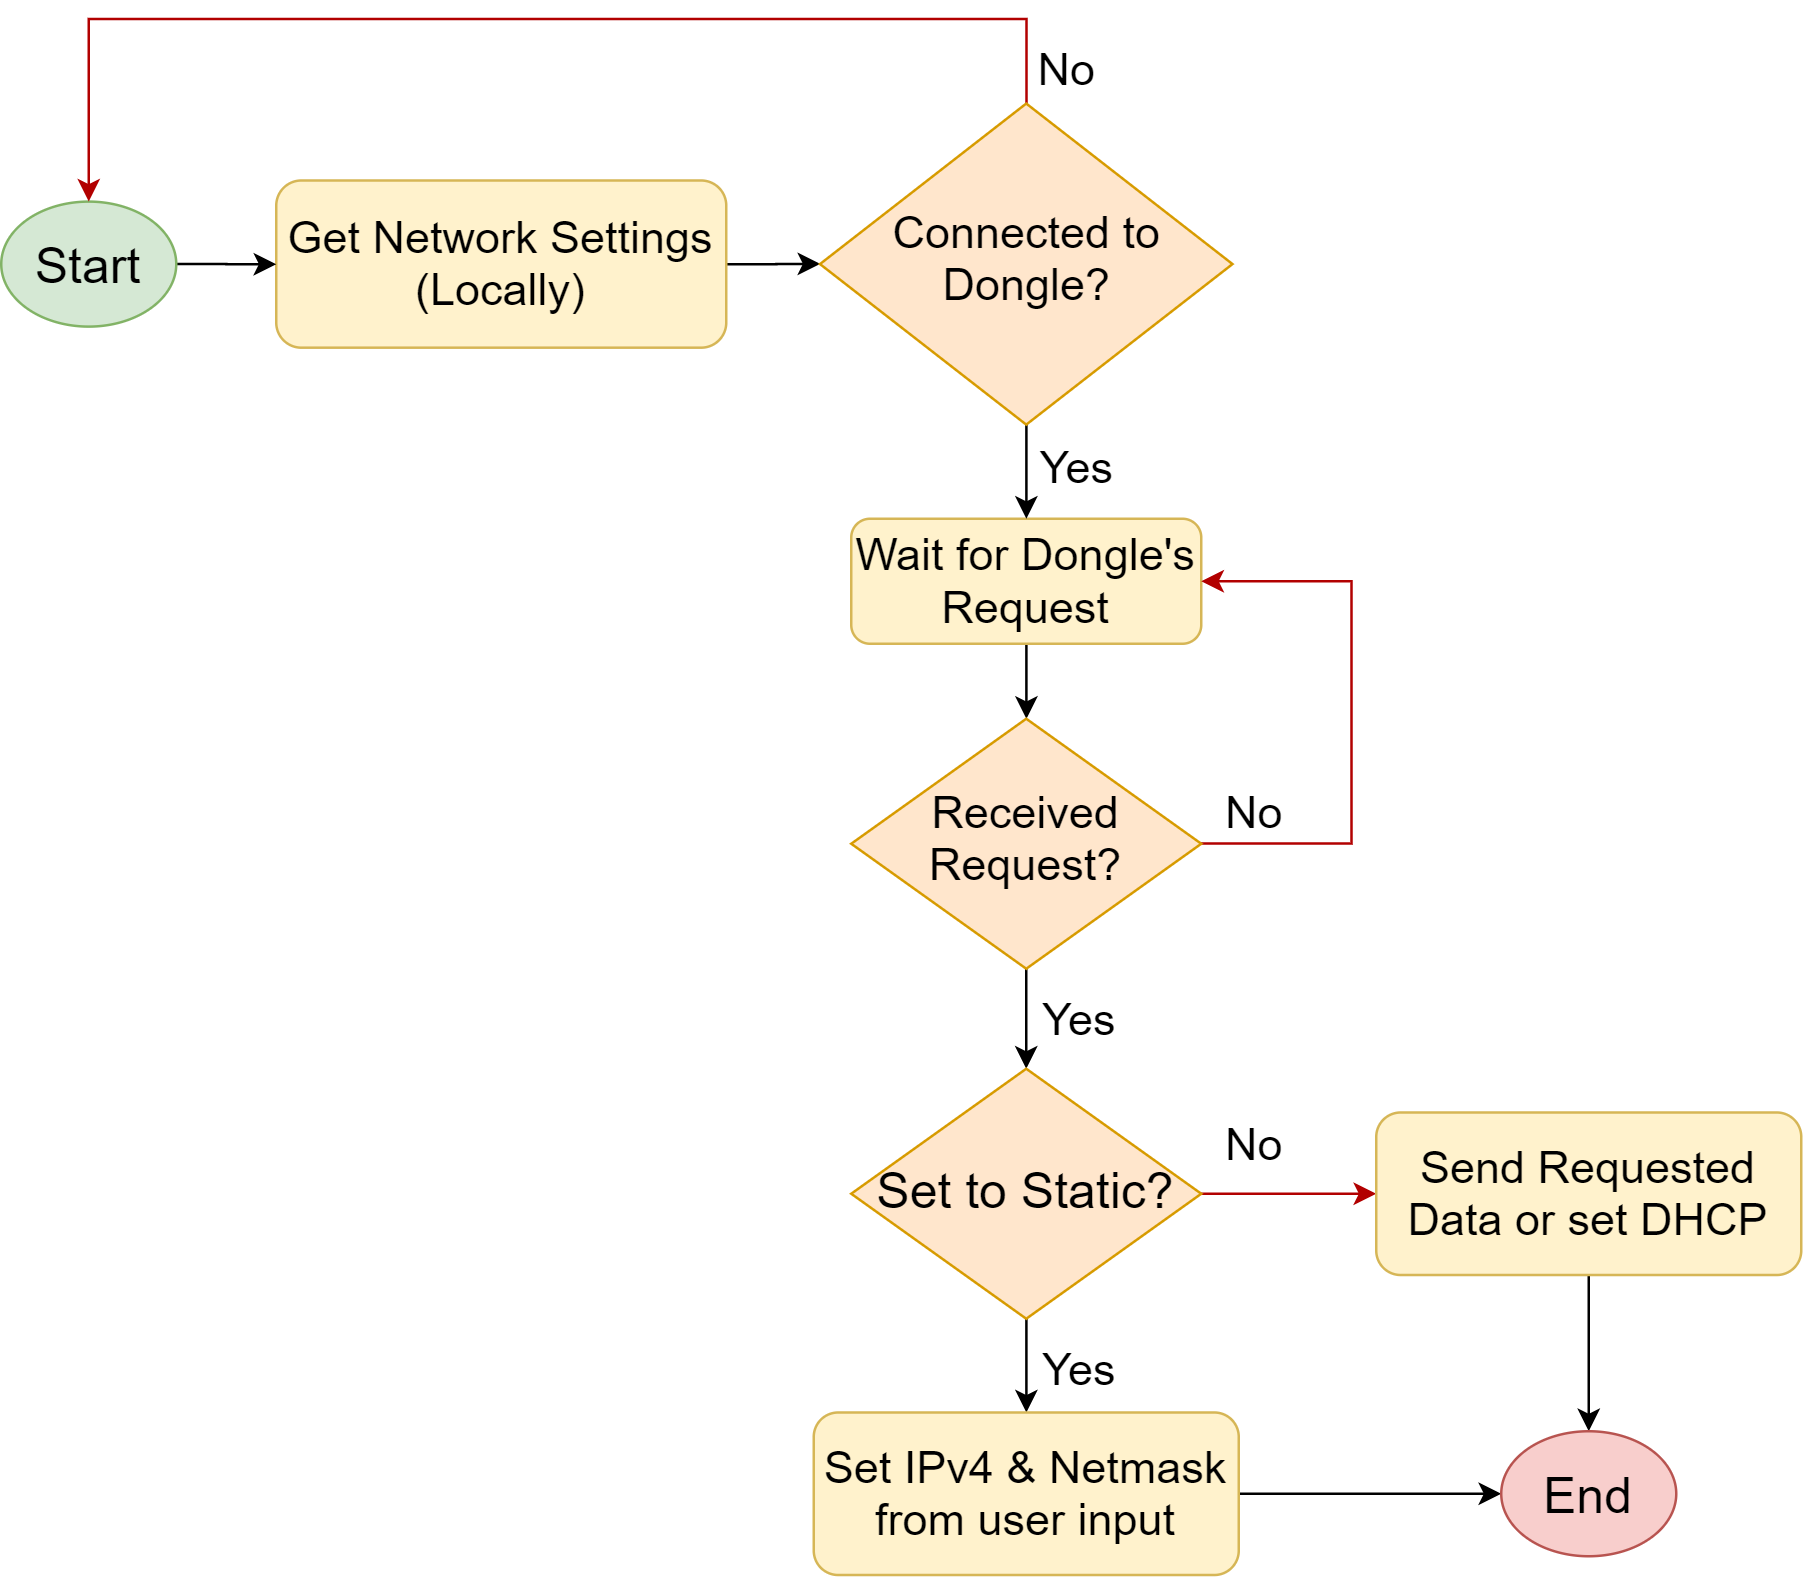 No
Start
Get Network Settings
(Locally)
Connected to
Dongle?
Yes
Wait for Dongle's
Request
Received
Request?
No
Yes
Set to Static?
No
Send Requested
Data or set DHCP
Yes
Set IPv4 & Netmask
from user input
End